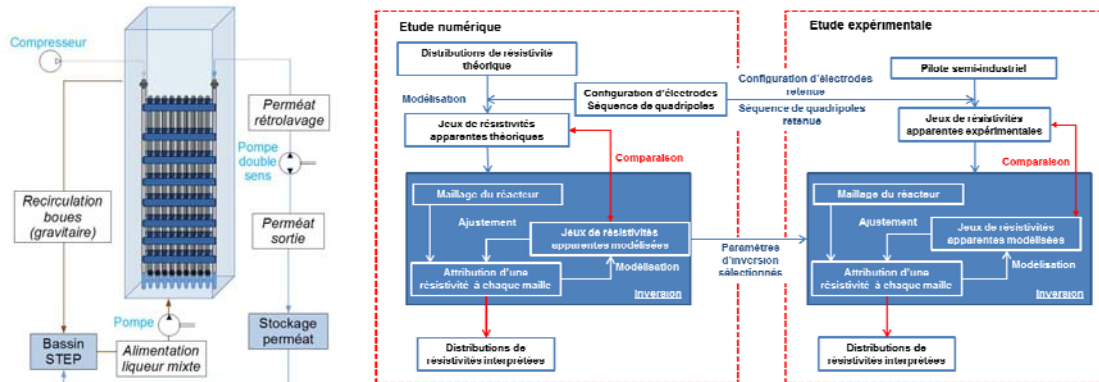 Compresseur
Perméat
rétrolavage
Pompe
double
sens
Recirculation
boues
(gravitaire)
Perméat
sortie
Pompe
Bassin
STEP
Alimentation
liqueur mixte
Stockage
perméat
Etude numérique
Distributions de résistivité
théorique
Modélisation
Configuration d'électrodes
Séquence de quadripoles
Jeux de résistivités
apparentes théoriques
Comparaison
Maillage du réacteur
Ajustement
Jeux de résistivités
apparentes modélisées
Attribution d'une
résistivité à chaque maille
Modélisation
Inversion
Distributions de
résistivités interprétées
Configuration d'électrodes
retenue
Séquence de quadripoles
retenue
Paramètres
d'inversion
sélectionnés
Etude expérimentale
Pilote semi-industriel
Jeux de résistivités
apparentes expérimentales
Comparaison
Maillage du réacteur
Ajustement
Jeux de résistivités
apparentes modélisées
Attribution d'une
résistivité à chaque maille
Modélisation
Inversion
Distributions de
résistivités interprétées